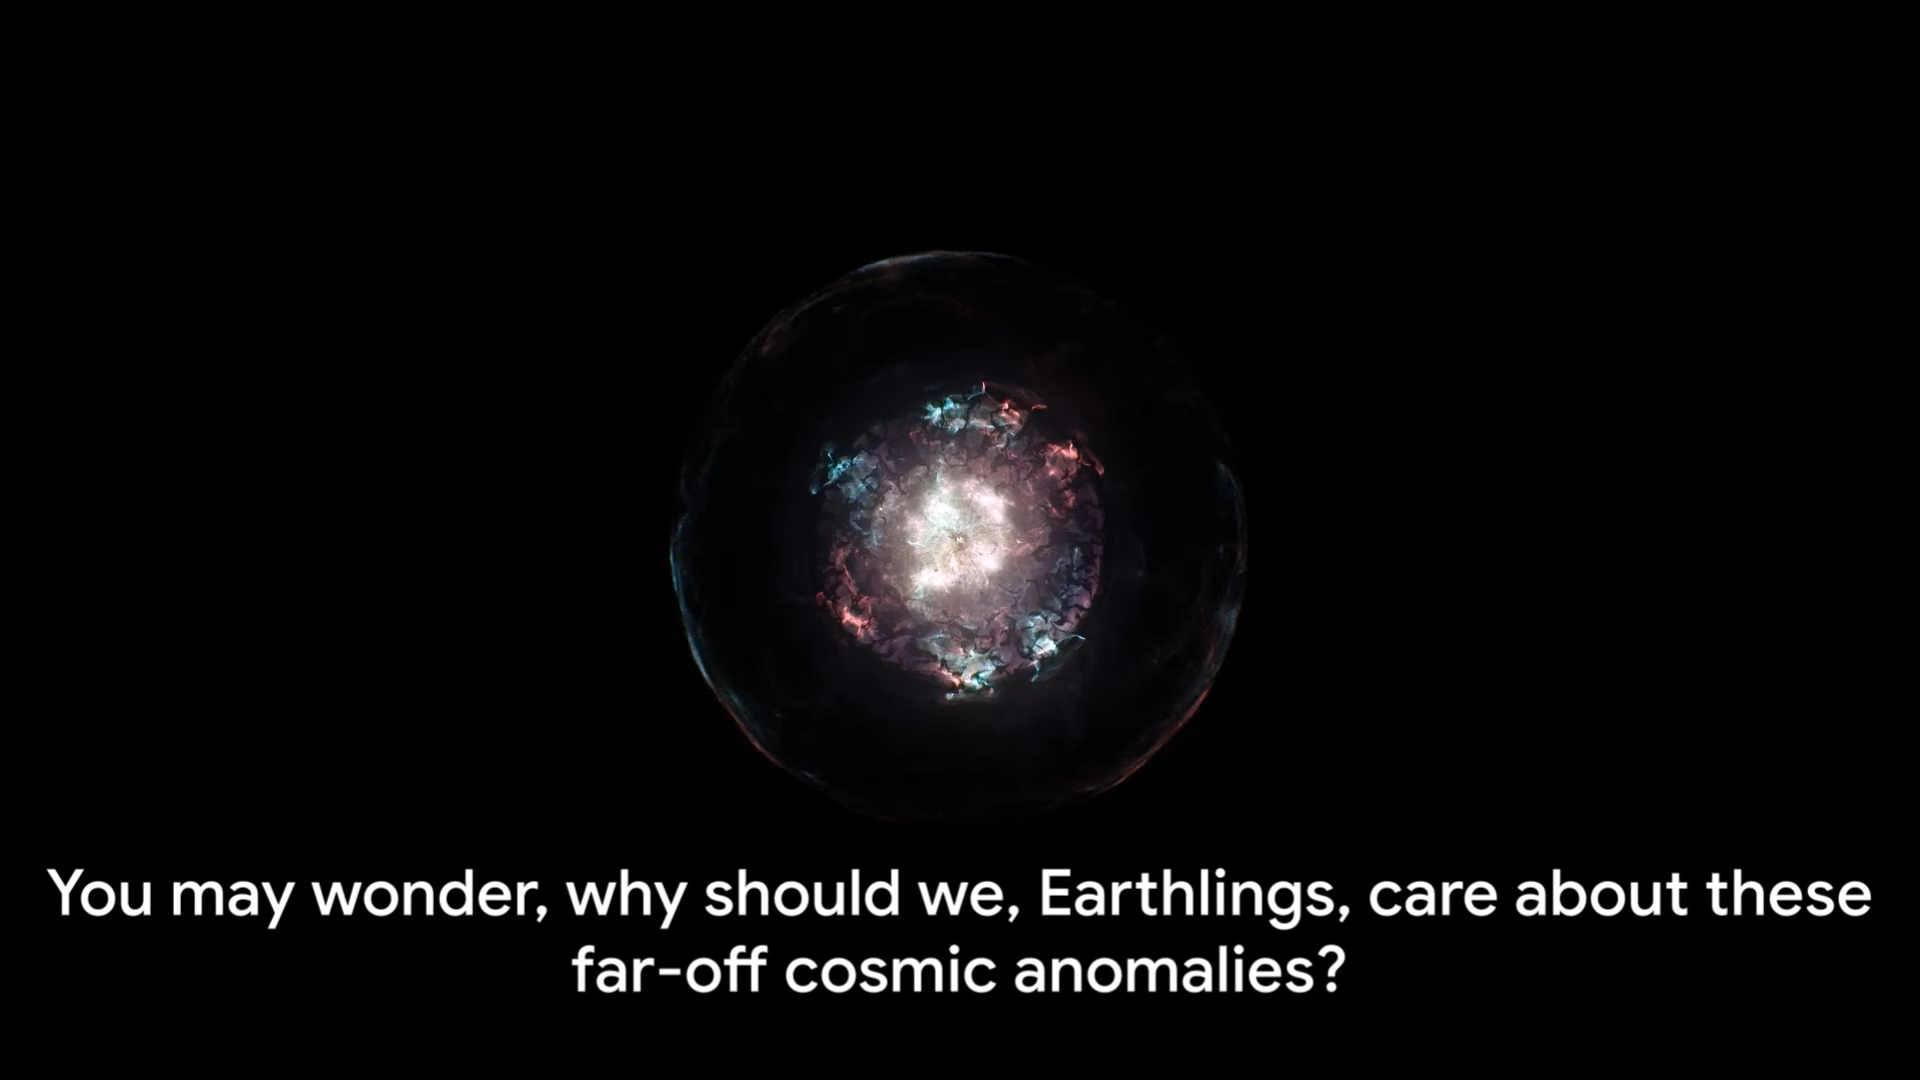 You may wonder, why should we, Earthlings, care about these
far-off cosmic anomalies?